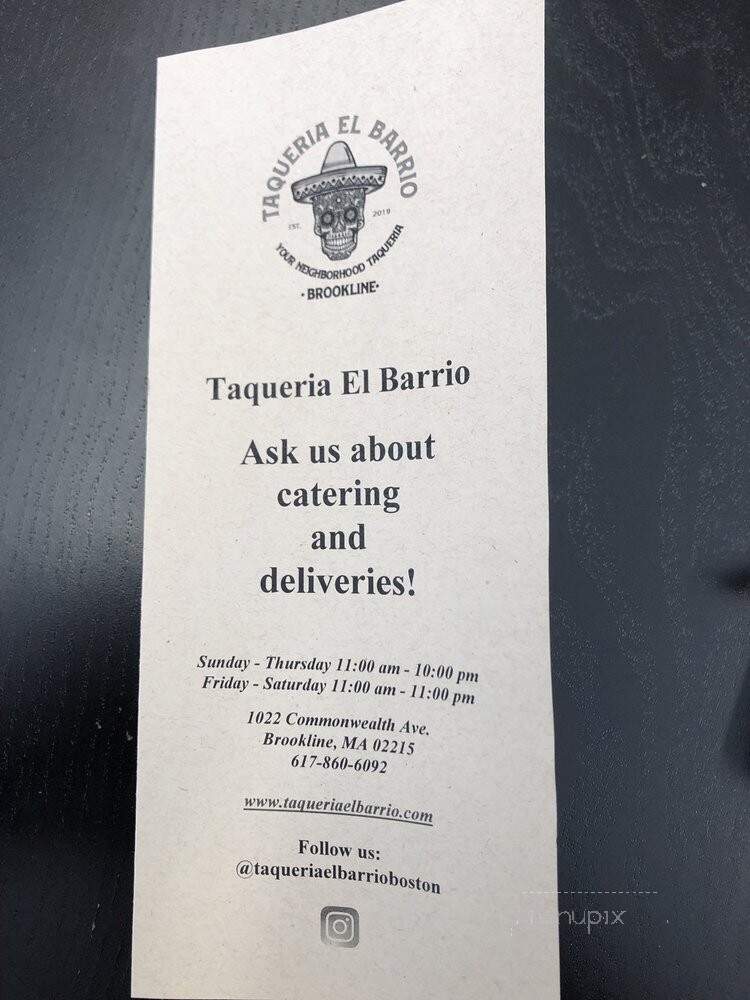 TAQUERIA EL BARRIO
EST. 2019
YOUR NEIGHBORHOOD TAQUERIA
·BROOKLINE·
Taqueria El Barrio
Ask us about
catering
and
deliveries!
Sunday - Thursday 11:00 am - 10:00 pm
Friday - Saturday 11:00 am - 11:00 pm
1022 Commonwealth Ave.
Brookline, MA 02215
617-860-6092
www.taqueriaelbarrio.com
Follow us:
@taqueriaelbarrioboston